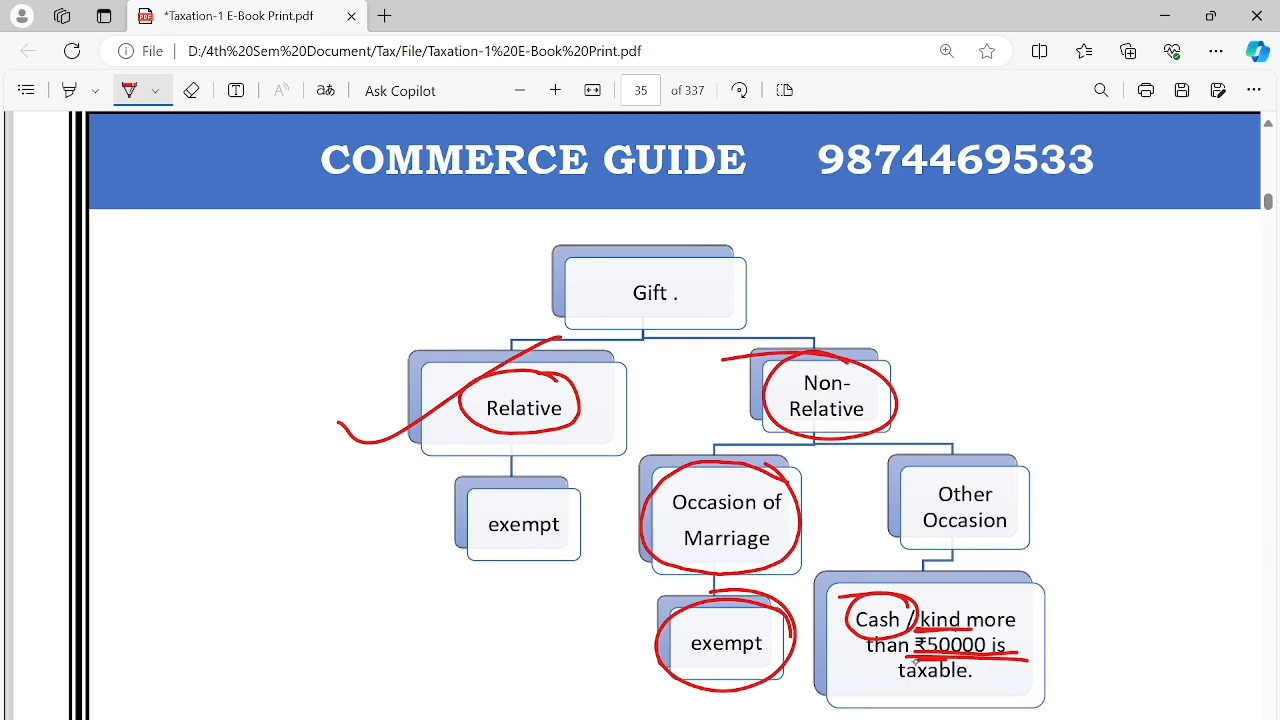 *Taxation-1 E-Book Print.pdf
File D:/4th%20Sem%20Document/Tax/File/Taxation-1%20E-Book%20Print.pdf
Ask Copilot 35 of 337
COMMERCE GUIDE 9874469533
Gift .
Relative
Non-
Relative
exempt
Occasion of
Marriage
Other
Occasion
exempt
Cash / kind more
than ₹50000 is
taxable.